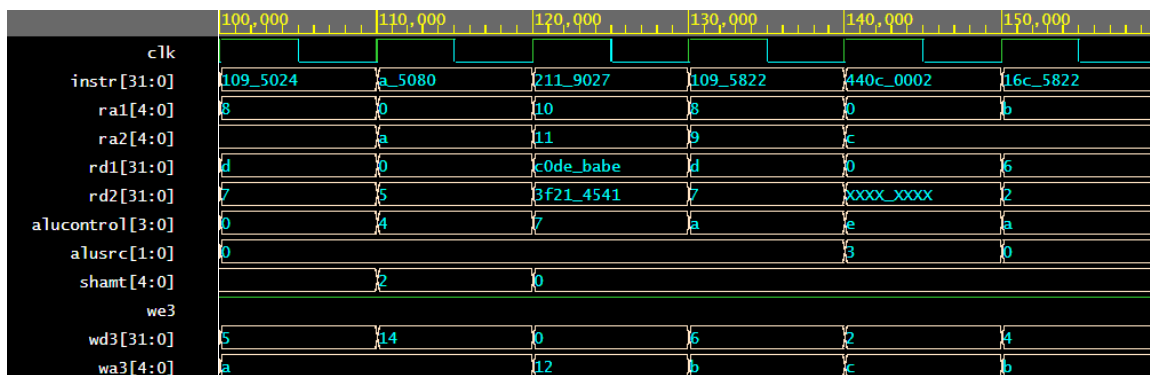 100,000 110,000 120,000 130,000 140,000 150,000
clk
instr[31:0] 109_5024 a_5080 211_9027 109_5822 440c_0002 16c_5822
ra1[4:0] 8 0 10 8 0 b
ra2[4:0] a 11 9 c
rd1[31:0] d 0 c0de_babe d 0 6
rd2[31:0] 7 5 3f21_4541 7 xxxx_xxxx 2
alucontrol[3:0] 0 4 7 a e a
alusrc[1:0] 0 3 0
shamt[4:0] 2 0
we3
wd3[31:0] 5 14 0 6 2 4
wa3[4:0] a 12 b c b